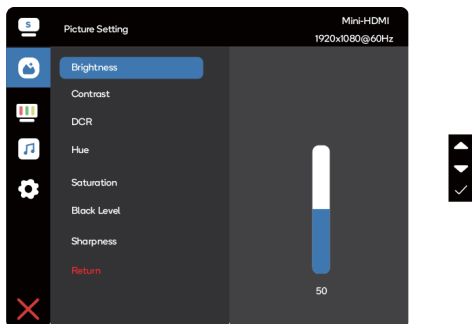 S
Picture Setting
Mini-HDMI
1920x1080@60Hz
Brightness
Contrast
DCR
Hue
Saturation
Black Level
Sharpness
Return
50